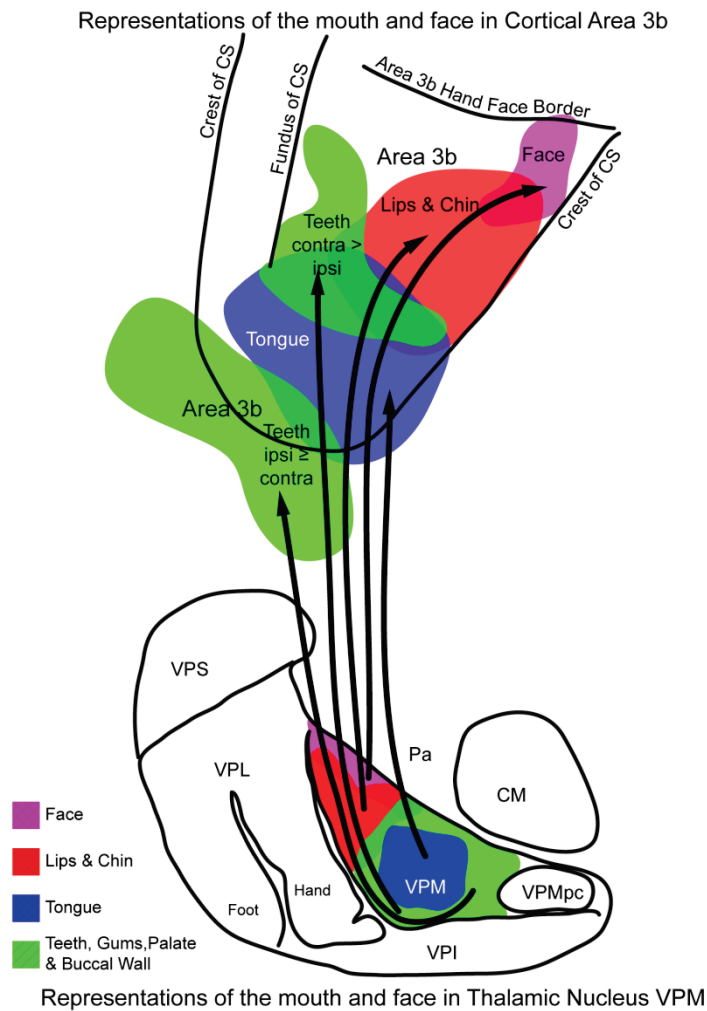 Representations of the mouth and face in Cortical Area 3b
Crest of CS
Fundus of CS
Area 3b Hand Face Border
Area 3b
Face
Crest of CS
Lips & Chin
Teeth
contra >
ipsi
Tongue
Area 3b
Teeth
ipsi ≥
contra
VPS
Pa
VPL
CM
Face
Lips & Chin
VPM
VPMpc
Hand
Foot
Tongue
VPI
Teeth, Gums,Palate
& Buccal Wall
Representations of the mouth and face in Thalamic Nucleus VPM